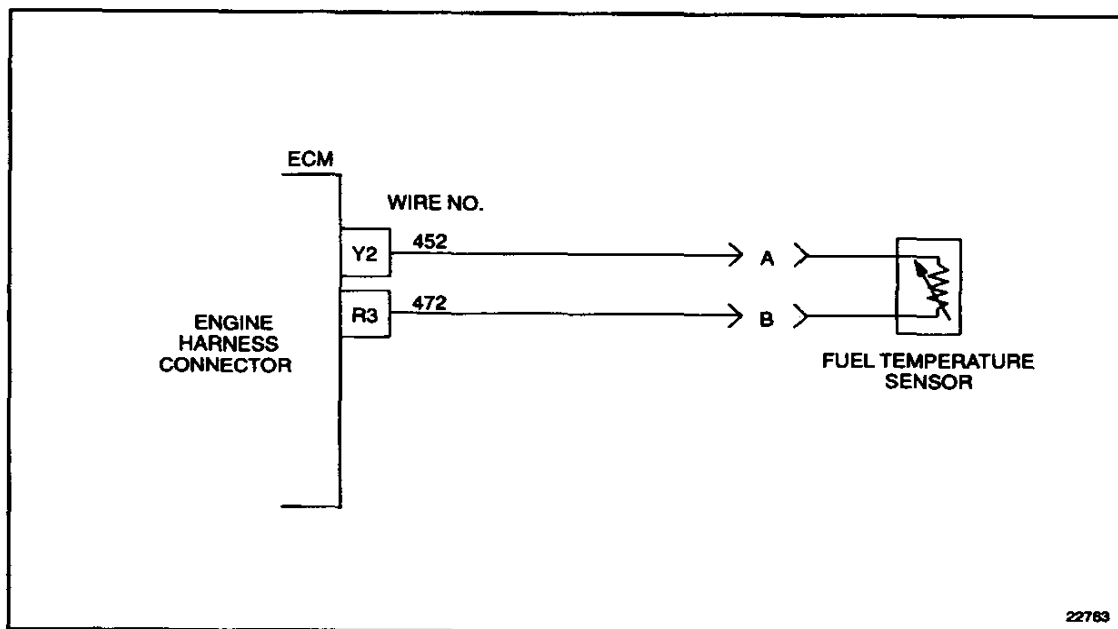 ECM
WIRE NO.
Y2
452
A
R3
472
B
ENGINE
HARNESS
CONNECTOR
FUEL TEMPERATURE
SENSOR
22763